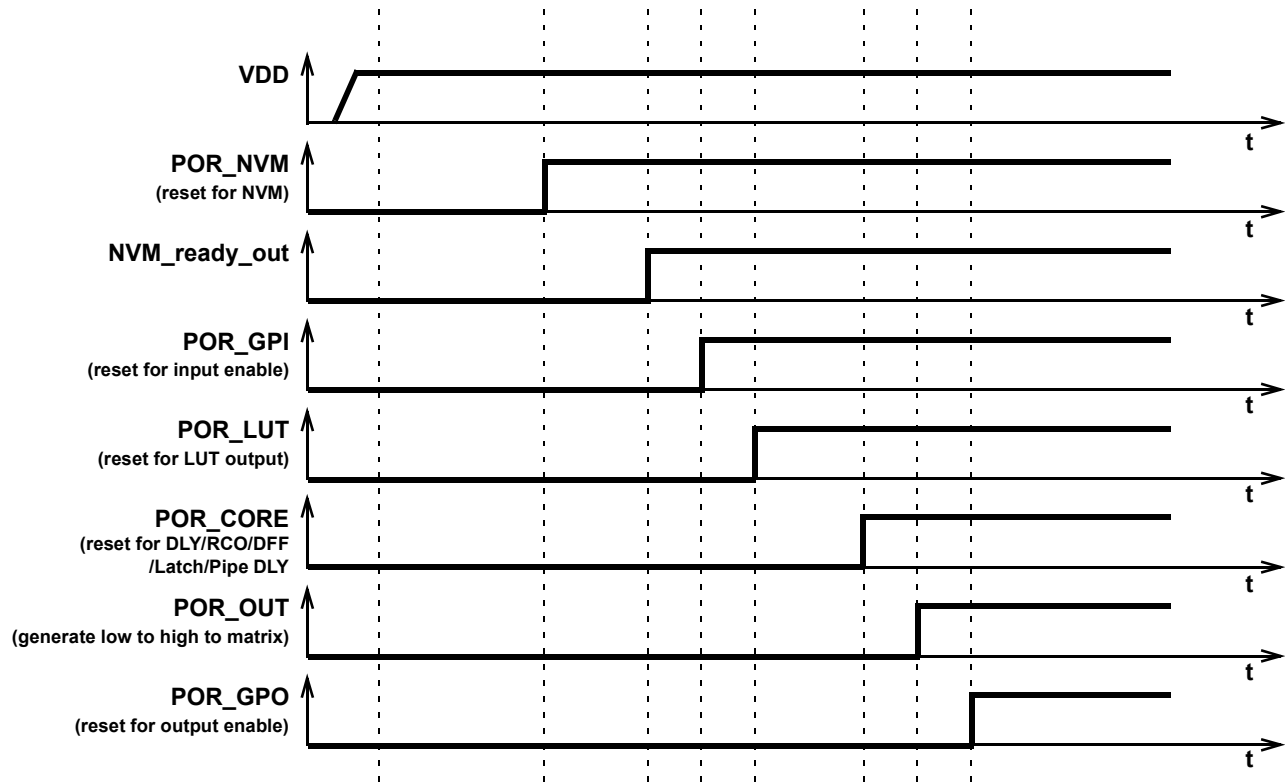 VDD
t
POR_NVM
(reset for NVM)
t
NVM_ready_out
t
POR_GPI
(reset for input enable)
t
POR_LUT
(reset for LUT output)
t
POR_CORE
(reset for DLY/RCO/DFF
/Latch/Pipe DLY
t
POR_OUT
(generate low to high to matrix)
t
POR_GPO
(reset for output enable)
t